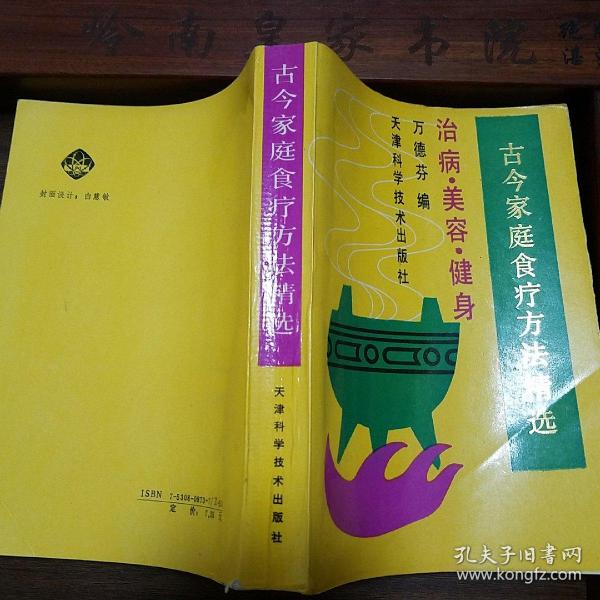 岭南皇家书院
古今家庭食疗方法精选
治病·美容·健身
万德芬 编
天津科学技术出版社
古今家庭食疗方法精选
天津科学技术出版社
封面设计：白慧敏
ISBN 7-5308-0873-
定 价：7.
孔夫子旧书网
www.kongfz.com